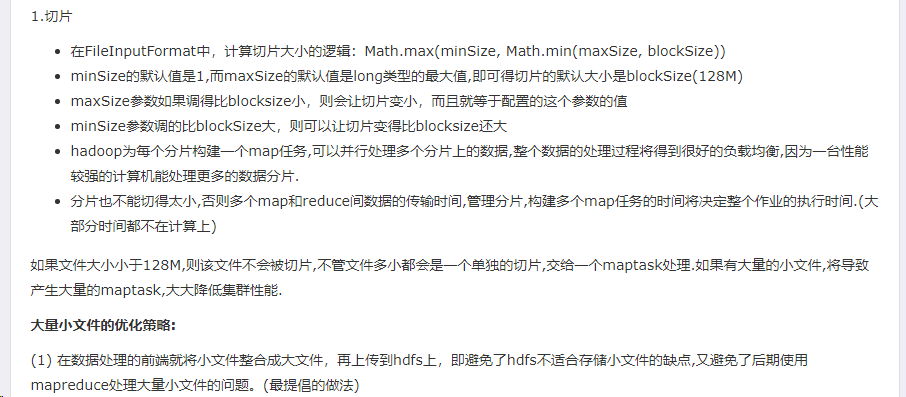 1.切片
在FileInputFormat中，计算切片大小的逻辑：Math.max(minSize, Math.min(maxSize, blockSize))
minSize的默认值是1,而maxSize的默认值是long类型的最大值,即可得切片的默认大小是blockSize(128M)
maxSize参数如果调得比blocksize小，则会让切片变小，而且就等于配置的这个参数的值
minSize参数调的比blockSize大，则可以让切片变得比blocksize还大
hadoop为每个分片构建一个map任务,可以并行处理多个分片上的数据,整个数据的处理过程将得到很好的负载均衡,因为一台性能
较强的计算机能处理更多的数据分片.
分片也不能切得太小,否则多个map和reduce间数据的传输时间,管理分片,构建多个map任务的时间将决定整个作业的执行时间.(大
部分时间都不在计算上)
如果文件大小小于128M,则该文件不会被切片,不管文件多小都会是一个单独的切片,交给一个maptask处理.如果有大量的小文件,将导致
产生大量的maptask,大大降低集群性能.
大量小文件的优化策略:
(1) 在数据处理的前端就将小文件整合成大文件，再上传到hdfs上，即避免了hdfs不适合存储小文件的缺点,又避免了后期使用
mapreduce处理大量小文件的问题。(最提倡的做法)